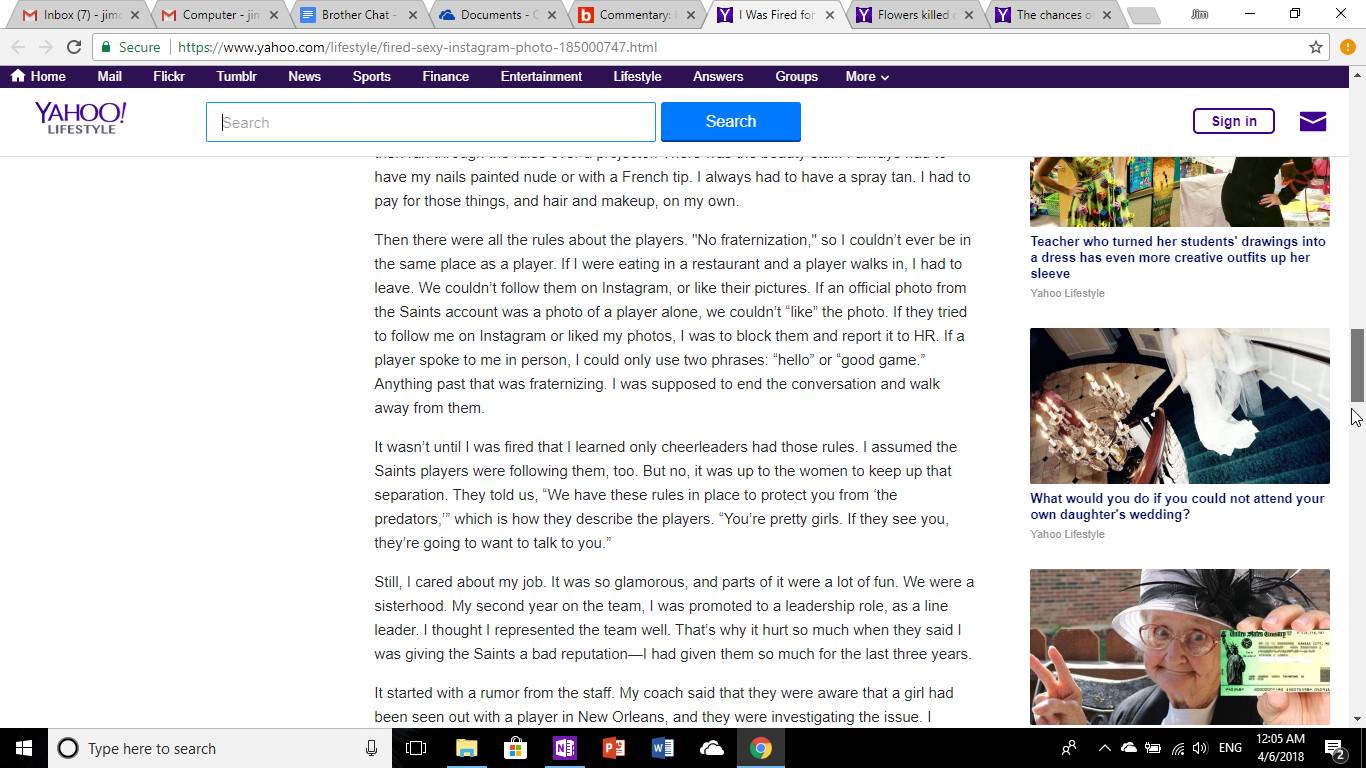 Inbox (7) - jimc
Computer - jim
Brother Chat -
Documents - O
Commentary:
I Was Fired for
Flowers killed
The chances o
Jim
Secure
https://www.yahoo.com/lifestyle/fired-sexy-instagram-photo-185000747.html
Home Mail Flickr Tumblr News Sports Finance Entertainment Lifestyle Answers Groups More
YAHOO!
LIFESTYLE
Search
Search
Sign in
have my nails painted nude or with a French tip. I always had to have a spray tan. I had to
pay for those things, and hair and makeup, on my own.
Then there were all the rules about the players. "No fraternization," so I couldn’t ever be in
the same place as a player. If I were eating in a restaurant and a player walks in, I had to
leave. We couldn’t follow them on Instagram, or like their pictures. If an official photo from
the Saints account was a photo of a player alone, we couldn’t “like” the photo. If they tried
to follow me on Instagram or liked my photos, I was to block them and report it to HR. If a
player spoke to me in person, I could only use two phrases: “hello” or “good game.”
Anything past that was fraternizing. I was supposed to end the conversation and walk
away from them.
It wasn’t until I was fired that I learned only cheerleaders had those rules. I assumed the
Saints players were following them, too. But no, it was up to the women to keep up that
separation. They told us, “We have these rules in place to protect you from ‘the
predators,’” which is how they describe the players. “You’re pretty girls. If they see you,
they’re going to want to talk to you.”
Still, I cared about my job. It was so glamorous, and parts of it were a lot of fun. We were a
sisterhood. My second year on the team, I was promoted to a leadership role, as a line
leader. I thought I represented the team well. That’s why it hurt so much when they said I
was giving the Saints a bad name—I had given them so much for the last three years.
It started with a rumor from the staff. My coach said that they were aware that a girl had
been seen out with a player in New Orleans, and they were investigating the issue. I
Teacher who turned her students' drawings into
a dress has even more creative outfits up her
sleeve
Yahoo Lifestyle
What would you do if you could not attend your
own daughter's wedding?
Yahoo Lifestyle
United States Treasury
Type here to search
ENG
12:05 AM
4/6/2018
2